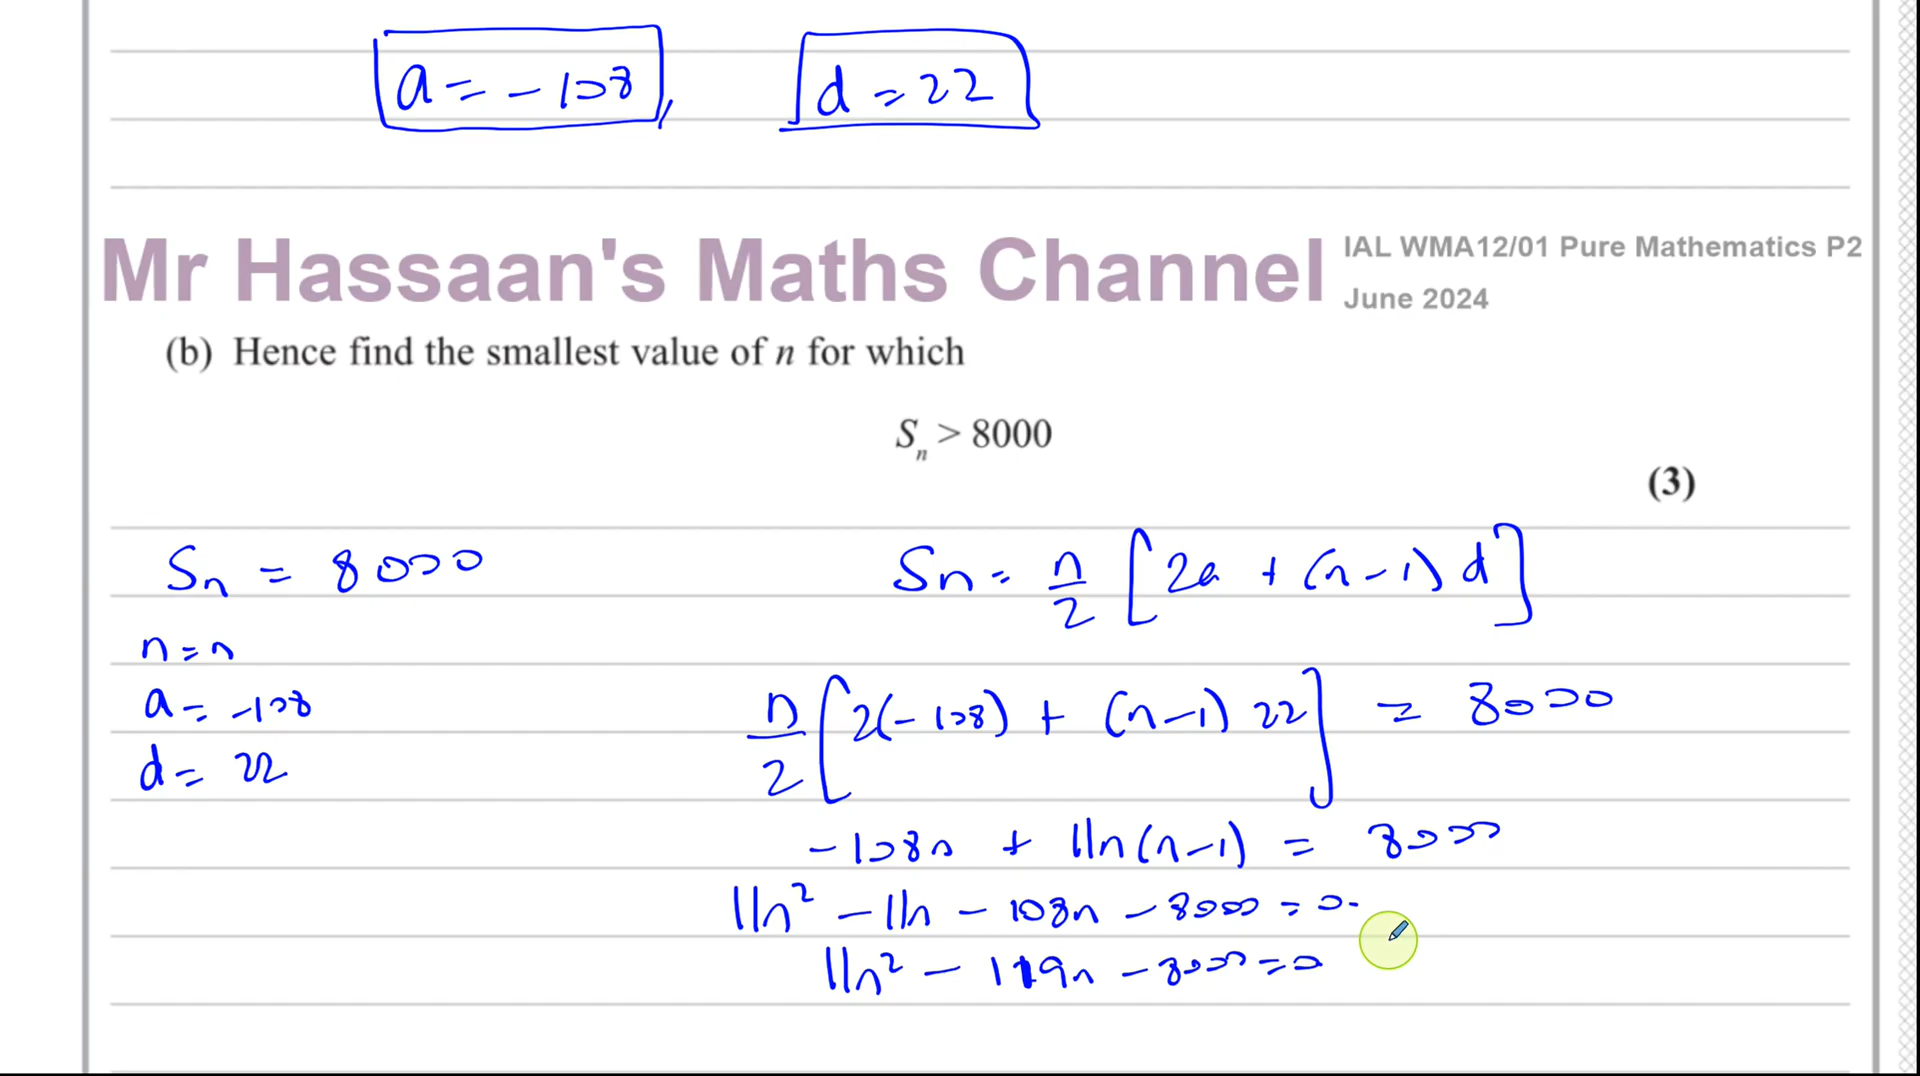 a = -108, d = 22
Mr Hassaan's Maths Channel
IAL WMA12/01 Pure Mathematics P2
June 2024
(b) Hence find the smallest value of n for which
Sₙ > 8000
(3)
Sₙ = 8000
Sₙ = n/2 [2a + (n-1) d]
n = n
a = -108
d = 22
n/2 [2(-108) + (n-1) 22] = 8000
-108n + 11n(n-1) = 8000
11n² - 11n - 108n - 8000 = 0
11n² - 119n - 8000 = 0